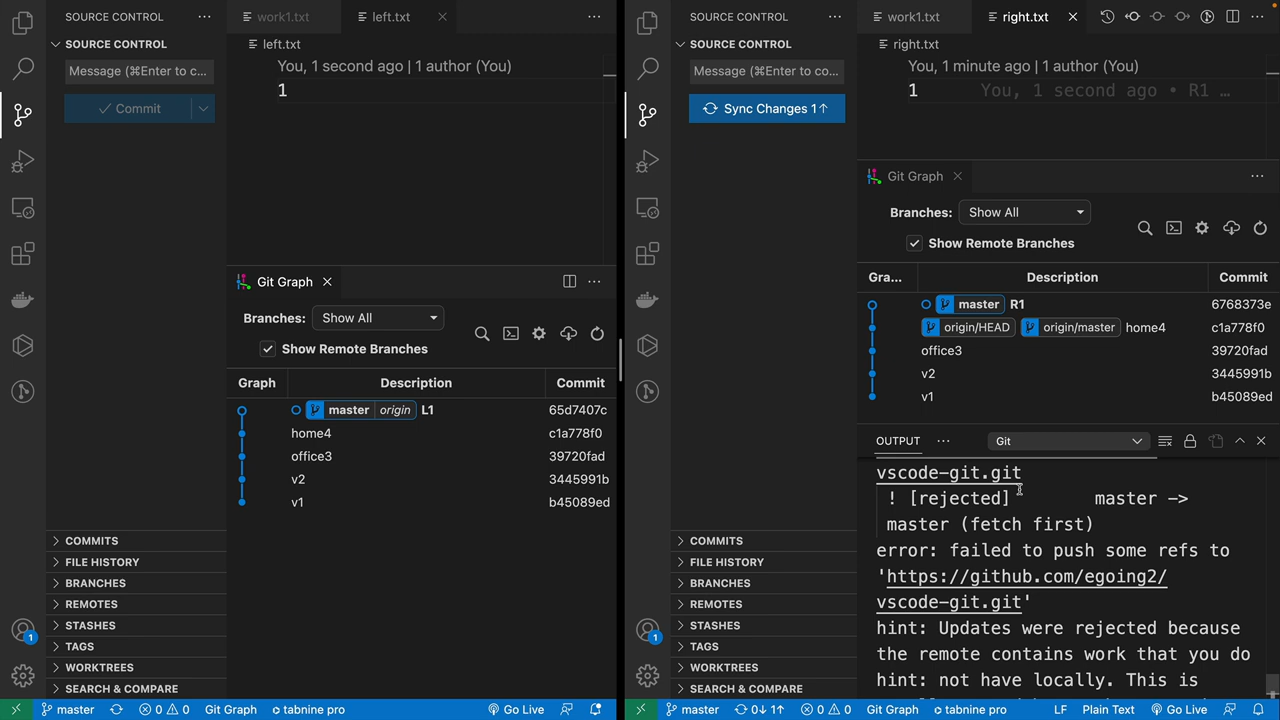 SOURCE CONTROL
SOURCE CONTROL
Message (⌘Enter to c...
Commit
work1.txt
left.txt
left.txt
You, 1 second ago | 1 author (You)
1
Git Graph
Branches: Show All
Show Remote Branches
Graph Description Commit
master origin L1 65d7407c
home4 c1a778f0
office3 39720fad
v2 3445991b
v1 b45089ed
COMMITS
FILE HISTORY
BRANCHES
REMOTES
STASHES
TAGS
WORKTREES
SEARCH & COMPARE
1
master 0 0 Git Graph tabnine pro Go Live
SOURCE CONTROL
SOURCE CONTROL
Message (⌘Enter to co...
Sync Changes 1↑
work1.txt
right.txt
right.txt
You, 1 minute ago | 1 author (You)
1 You, 1 second ago • R1 …
Git Graph
Branches: Show All
Show Remote Branches
Gra... Description Commit
master R1 6768373e
origin/HEAD origin/master home4 c1a778f0
office3 39720fad
v2 3445991b
v1 b45089ed
OUTPUT
Git
vscode-git.git
! [rejected] master ->
master (fetch first)
error: failed to push some refs to
'https://github.com/egoing2/
vscode-git.git'
hint: Updates were rejected because
the remote contains work that you do
hint: not have locally. This is
COMMITS
FILE HISTORY
BRANCHES
REMOTES
STASHES
TAGS
WORKTREES
SEARCH & COMPARE
1
master 0↓ 1↑ 0 0 Git Graph tabnine pro LF Plain Text Go Live